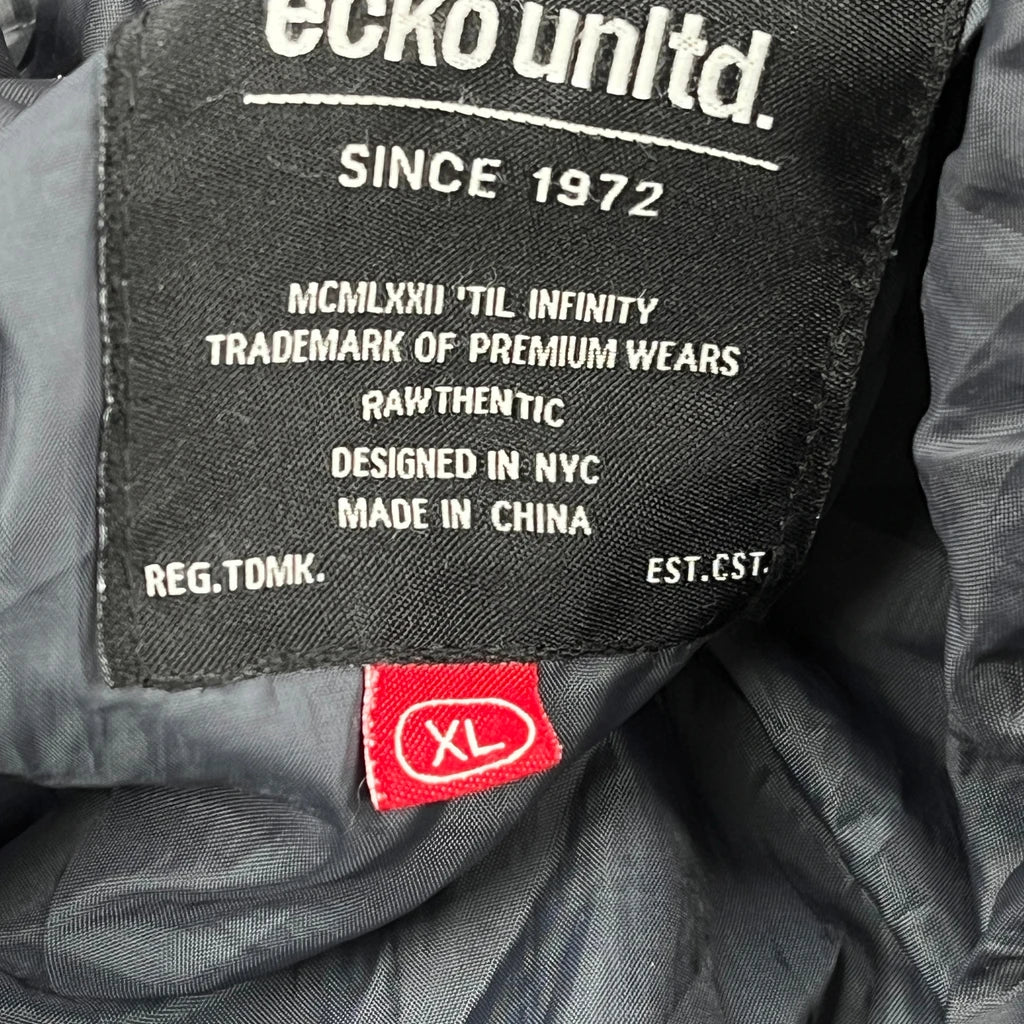 ecko unltd.
SINCE 1972
MCMLXXII 'TIL INFINITY
TRADEMARK OF PREMIUM WEARS
RAWTHENTIC
DESIGNED IN NYC
MADE IN CHINA
REG.TDMK. EST.CST.
XL